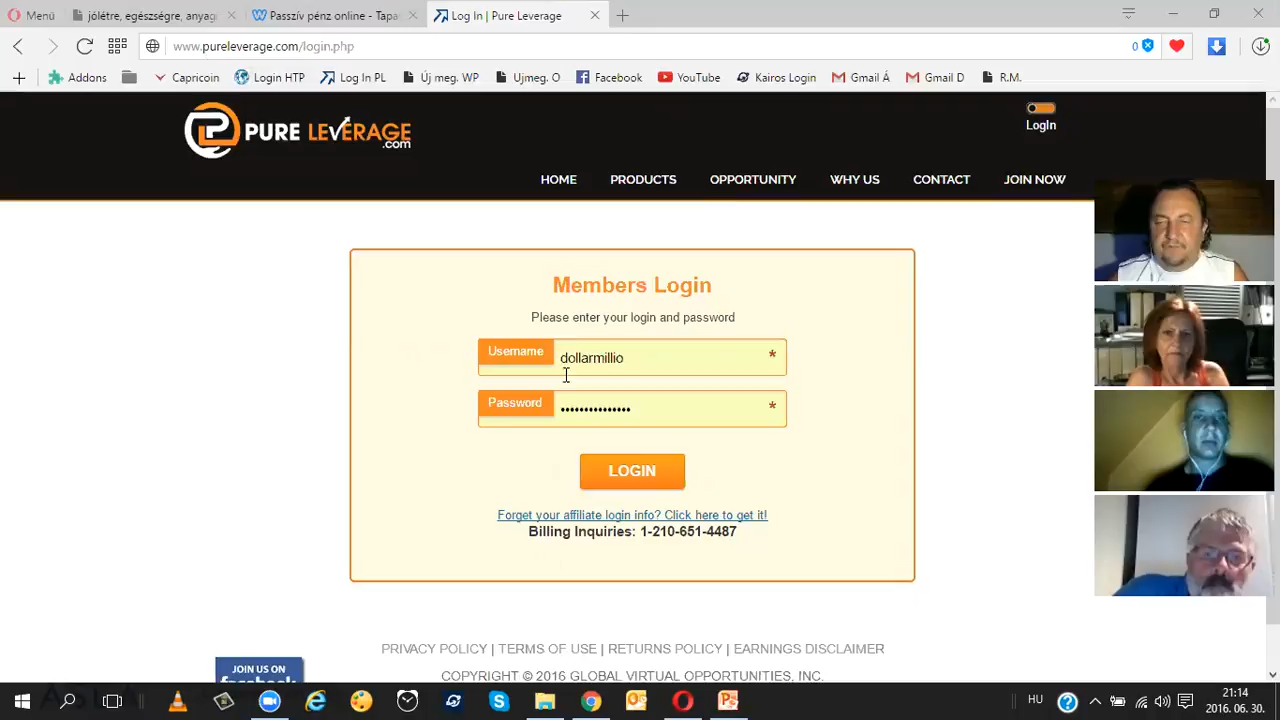 Menü
jólétre, egészségre, anyag
Passzív pénz online - Tapa
Log In | Pure Leverage
www.pureleverage.com/login.php
0
Addons
Capricoin
Login HTP
Log In PL
Új meg. WP
Ujmeg. O
Facebook
YouTube
Kairos Login
Gmail Á
Gmail D
R.M.
PURE LEVERAGE
.com
LogIn
HOME
PRODUCTS
OPPORTUNITY
WHY US
CONTACT
JOIN NOW
Members Login
Please enter your login and password
Username
dollarmillio
*
Password
•••••••••••••••
*
LOGIN
Forget your affiliate login info? Click here to get it!
Billing Inquiries: 1-210-651-4487
PRIVACY POLICY | TERMS OF USE | RETURNS POLICY | EARNINGS DISCLAIMER
JOIN US ON
facebook
COPYRIGHT © 2016 GLOBAL VIRTUAL OPPORTUNITIES, INC.
HU
21:14
2016. 06. 30.